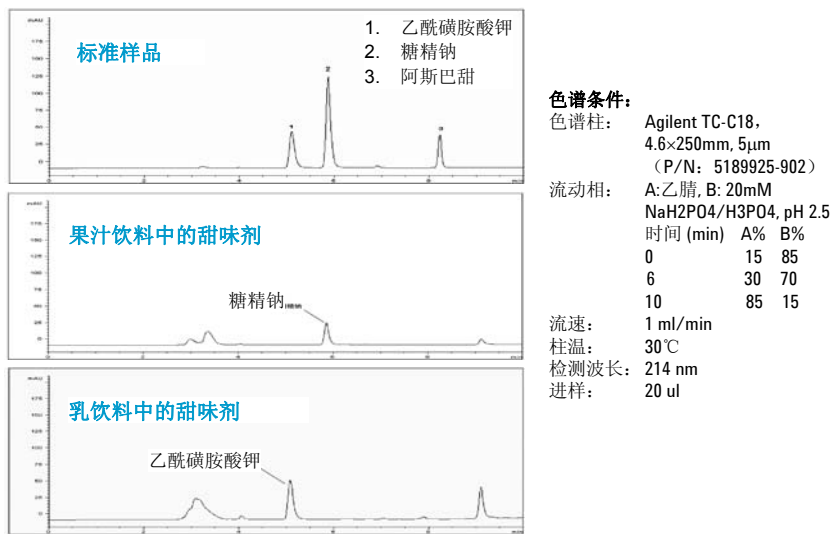 标准样品
1. 乙酰磺胺酸钾
2. 糖精钠
3. 阿斯巴甜
果汁饮料中的甜味剂
糖精钠
乳饮料中的甜味剂
乙酰磺胺酸钾
色谱条件：
色谱柱： Agilent TC-C18，
4.6×250mm, 5μm
（P/N：5189925-902）
流动相： A:乙腈, B: 20mM
NaH2PO4/H3PO4, pH 2.5
时间 (min) A% B%
0 15 85
6 30 70
10 85 15
流速： 1 ml/min
柱温： 30℃
检测波长： 214 nm
进样： 20 ul